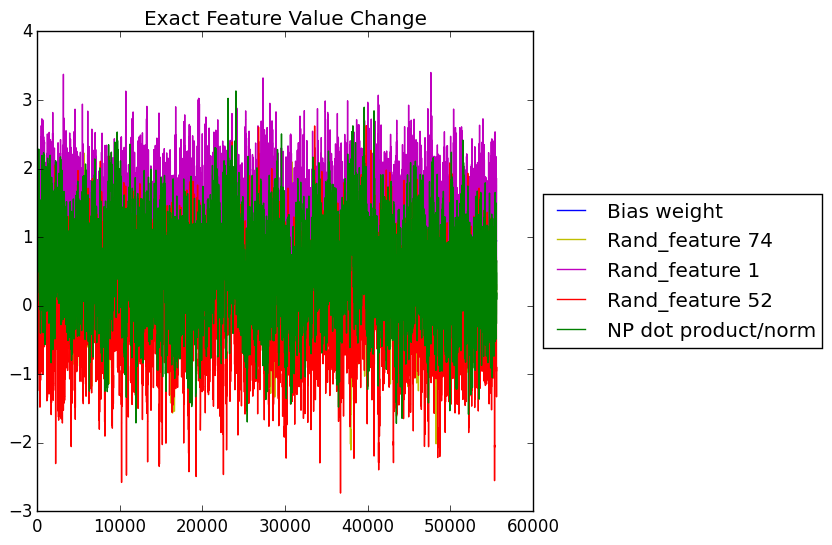 Exact Feature Value Change
4
3
2
1
0
−1
−2
−3
0 10000 20000 30000 40000 50000 60000
Bias weight
Rand_feature 74
Rand_feature 1
Rand_feature 52
NP dot product/norm